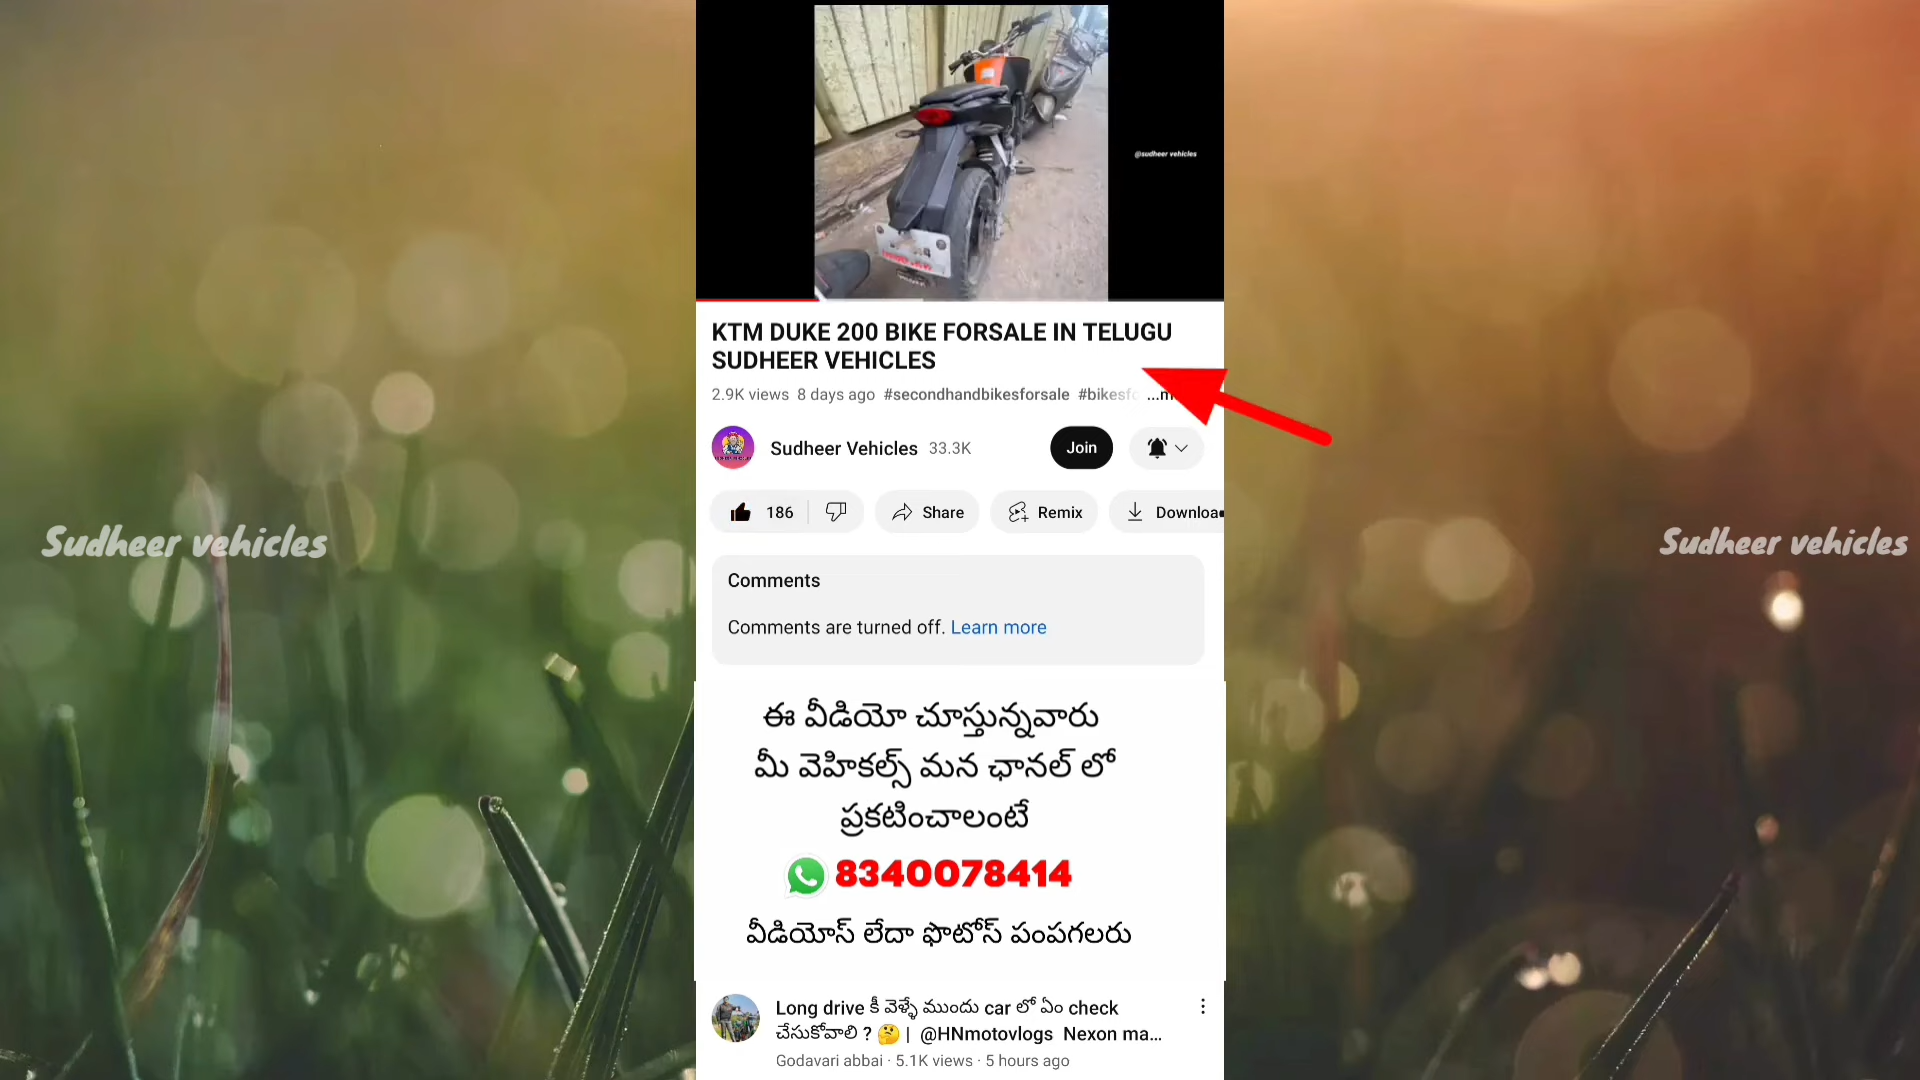 @sudheer vehicles
KTM DUKE 200 BIKE FORSALE IN TELUGU
SUDHEER VEHICLES
2.9K views 8 days ago #secondhandbikesforsale #bikesfo ...m
Sudheer Vehicles 33.3K Join
186 Share Remix Downloa
Sudheer vehicles
Sudheer vehicles
Comments
Comments are turned off. Learn more
ఈ వీడియో చూస్తున్నవారు
మీ వెహికల్స్ మన ఛానల్ లో
ప్రకటించాలంటే
8340078414
వీడియోస్ లేదా ఫొటోస్ పంపగలరు
Long drive కీ వెళ్ళే ముందు car లో ఏం check
చేసుకోవాలి ? 🤔 | @HNmotovlogs Nexon ma...
Godavari abbai · 5.1K views · 5 hours ago